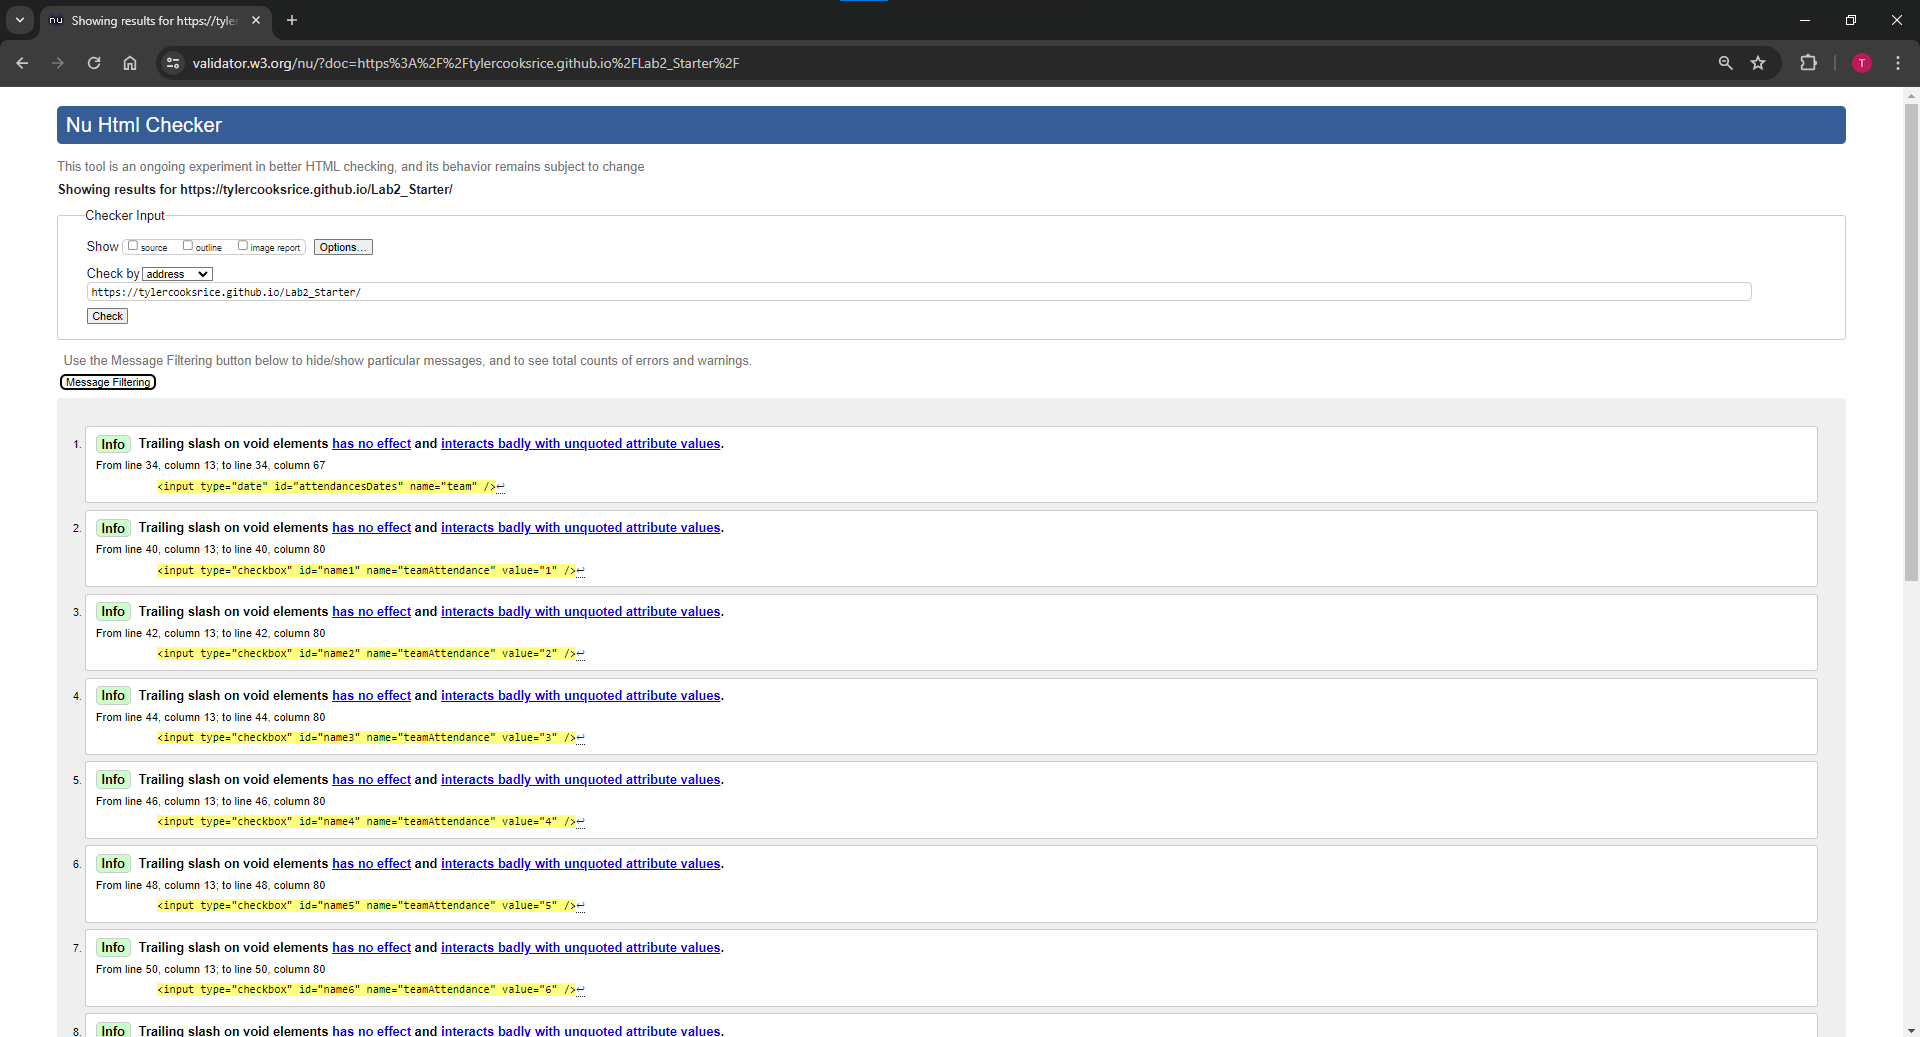 nu Showing results for https://tyle
validator.w3.org/nu/?doc=https%3A%2F%2Ftylercooksrice.github.io%2FLab2_Starter%2F
T
Nu Html Checker
This tool is an ongoing experiment in better HTML checking, and its behavior remains subject to change
Showing results for https://tylercooksrice.github.io/Lab2_Starter/
Checker Input
Show source outline image report Options...
Check by address
https://tylercooksrice.github.io/Lab2_Starter/
Check
Use the Message Filtering button below to hide/show particular messages, and to see total counts of errors and warnings.
Message Filtering
1. Info Trailing slash on void elements has no effect and interacts badly with unquoted attribute values.
From line 34, column 13; to line 34, column 67
<input type="date" id="attendancesDates" name="team" />↩
2. Info Trailing slash on void elements has no effect and interacts badly with unquoted attribute values.
From line 40, column 13; to line 40, column 80
<input type="checkbox" id="name1" name="teamAttendance" value="1" />↩
3. Info Trailing slash on void elements has no effect and interacts badly with unquoted attribute values.
From line 42, column 13; to line 42, column 80
<input type="checkbox" id="name2" name="teamAttendance" value="2" />↩
4. Info Trailing slash on void elements has no effect and interacts badly with unquoted attribute values.
From line 44, column 13; to line 44, column 80
<input type="checkbox" id="name3" name="teamAttendance" value="3" />↩
5. Info Trailing slash on void elements has no effect and interacts badly with unquoted attribute values.
From line 46, column 13; to line 46, column 80
<input type="checkbox" id="name4" name="teamAttendance" value="4" />↩
6. Info Trailing slash on void elements has no effect and interacts badly with unquoted attribute values.
From line 48, column 13; to line 48, column 80
<input type="checkbox" id="name5" name="teamAttendance" value="5" />↩
7. Info Trailing slash on void elements has no effect and interacts badly with unquoted attribute values.
From line 50, column 13; to line 50, column 80
<input type="checkbox" id="name6" name="teamAttendance" value="6" />↩
8. Info Trailing slash on void elements has no effect and interacts badly with unquoted attribute values.